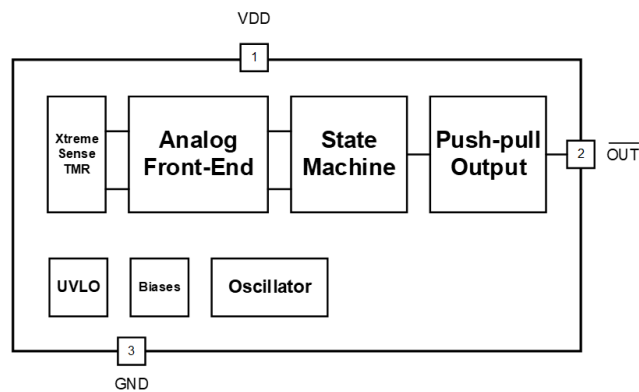 VDD
1
Xtreme
Sense
TMR
Analog
Front-End
State
Machine
Push-pull
Output
2
OUT
UVLO
Biases
Oscillator
3
GND